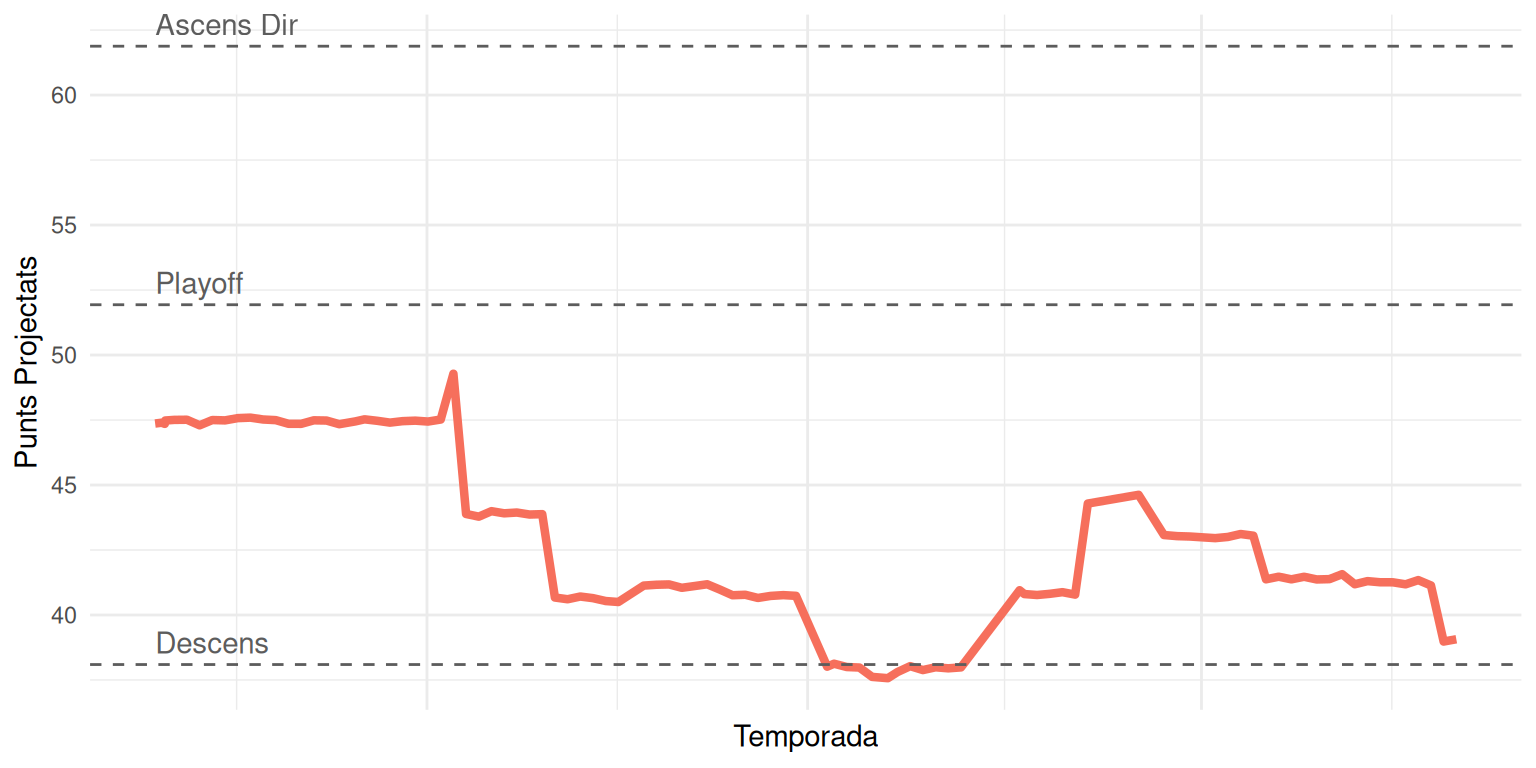 Ascens Dir
60
55
Playoff
50
45
40
Descens
Punts Projectats
Temporada